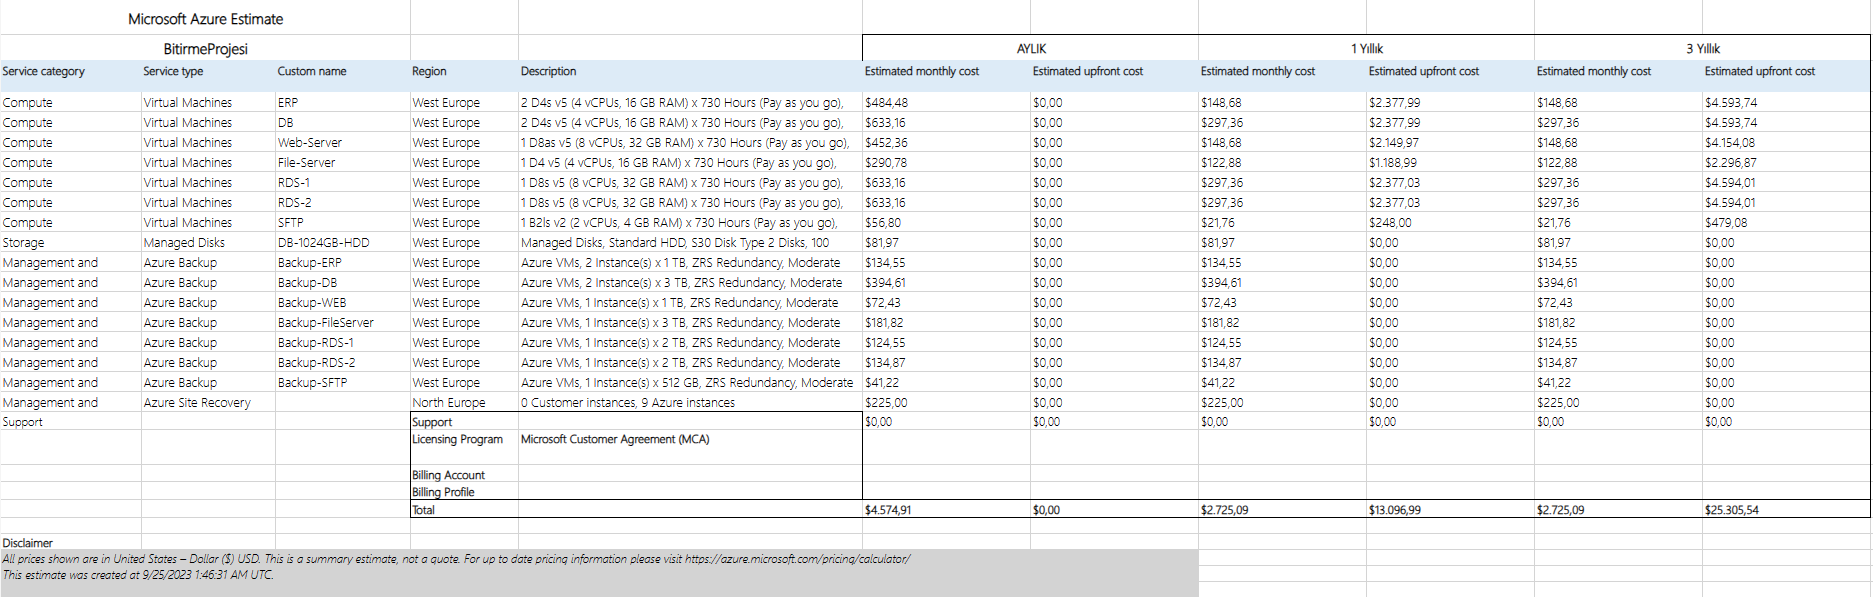 Microsoft Azure Estimate
BitirmeProjesi AYLIK 1 Yıllık 3 Yıllık
Service category Service type Custom name Region Description Estimated monthly cost Estimated upfront cost Estimated monthly cost Estimated upfront cost Estimated monthly cost Estimated upfront cost
Compute Virtual Machines ERP West Europe 2 D4s v5 (4 vCPUs, 16 GB RAM) x 730 Hours (Pay as you go), $484,48 $0,00 $148,68 $2.377,99 $148,68 $4.593,74
Compute Virtual Machines DB West Europe 2 D4s v5 (4 vCPUs, 16 GB RAM) x 730 Hours (Pay as you go), $633,16 $0,00 $297,36 $2.377,99 $297,36 $4.593,74
Compute Virtual Machines Web-Server West Europe 1 D8as v5 (8 vCPUs, 32 GB RAM) x 730 Hours (Pay as you go), $452,36 $0,00 $148,68 $2.149,97 $148,68 $4.154,08
Compute Virtual Machines File-Server West Europe 1 D4 v5 (4 vCPUs, 16 GB RAM) x 730 Hours (Pay as you go), $290,78 $0,00 $122,88 $1.188,99 $122,88 $2.296,87
Compute Virtual Machines RDS-1 West Europe 1 D8s v5 (8 vCPUs, 32 GB RAM) x 730 Hours (Pay as you go), $633,16 $0,00 $297,36 $2.377,03 $297,36 $4.594,01
Compute Virtual Machines RDS-2 West Europe 1 D8s v5 (8 vCPUs, 32 GB RAM) x 730 Hours (Pay as you go), $633,16 $0,00 $297,36 $2.377,03 $297,36 $4.594,01
Compute Virtual Machines SFTP West Europe 1 B2ls v2 (2 vCPUs, 4 GB RAM) x 730 Hours (Pay as you go), $56,80 $0,00 $21,76 $248,00 $21,76 $479,08
Storage Managed Disks DB-1024GB-HDD West Europe Managed Disks, Standard HDD, S30 Disk Type 2 Disks, 100 $81,97 $0,00 $81,97 $0,00 $81,97 $0,00
Management and Azure Backup Backup-ERP West Europe Azure VMs, 2 Instance(s) x 1 TB, ZRS Redundancy, Moderate $134,55 $0,00 $134,55 $0,00 $134,55 $0,00
Management and Azure Backup Backup-DB West Europe Azure VMs, 2 Instance(s) x 3 TB, ZRS Redundancy, Moderate $394,61 $0,00 $394,61 $0,00 $394,61 $0,00
Management and Azure Backup Backup-WEB West Europe Azure VMs, 1 Instance(s) x 1 TB, ZRS Redundancy, Moderate $72,43 $0,00 $72,43 $0,00 $72,43 $0,00
Management and Azure Backup Backup-FileServer West Europe Azure VMs, 1 Instance(s) x 3 TB, ZRS Redundancy, Moderate $181,82 $0,00 $181,82 $0,00 $181,82 $0,00
Management and Azure Backup Backup-RDS-1 West Europe Azure VMs, 1 Instance(s) x 2 TB, ZRS Redundancy, Moderate $124,55 $0,00 $124,55 $0,00 $124,55 $0,00
Management and Azure Backup Backup-RDS-2 West Europe Azure VMs, 1 Instance(s) x 2 TB, ZRS Redundancy, Moderate $134,87 $0,00 $134,87 $0,00 $134,87 $0,00
Management and Azure Backup Backup-SFTP West Europe Azure VMs, 1 Instance(s) x 512 GB, ZRS Redundancy, Moderate $41,22 $0,00 $41,22 $0,00 $41,22 $0,00
Management and Azure Site Recovery North Europe 0 Customer instances, 9 Azure instances $225,00 $0,00 $225,00 $0,00 $225,00 $0,00
Support Support $0,00 $0,00 $0,00 $0,00 $0,00 $0,00
Licensing Program Microsoft Customer Agreement (MCA)
Billing Account
Billing Profile
Total $4.574,91 $0,00 $2.725,09 $13.096,99 $2.725,09 $25.305,54
Disclaimer
All prices shown are in United States – Dollar ($) USD. This is a summary estimate, not a quote. For up to date pricing information please visit https://azure.microsoft.com/pricing/calculator/
This estimate was created at 9/25/2023 1:46:31 AM UTC.